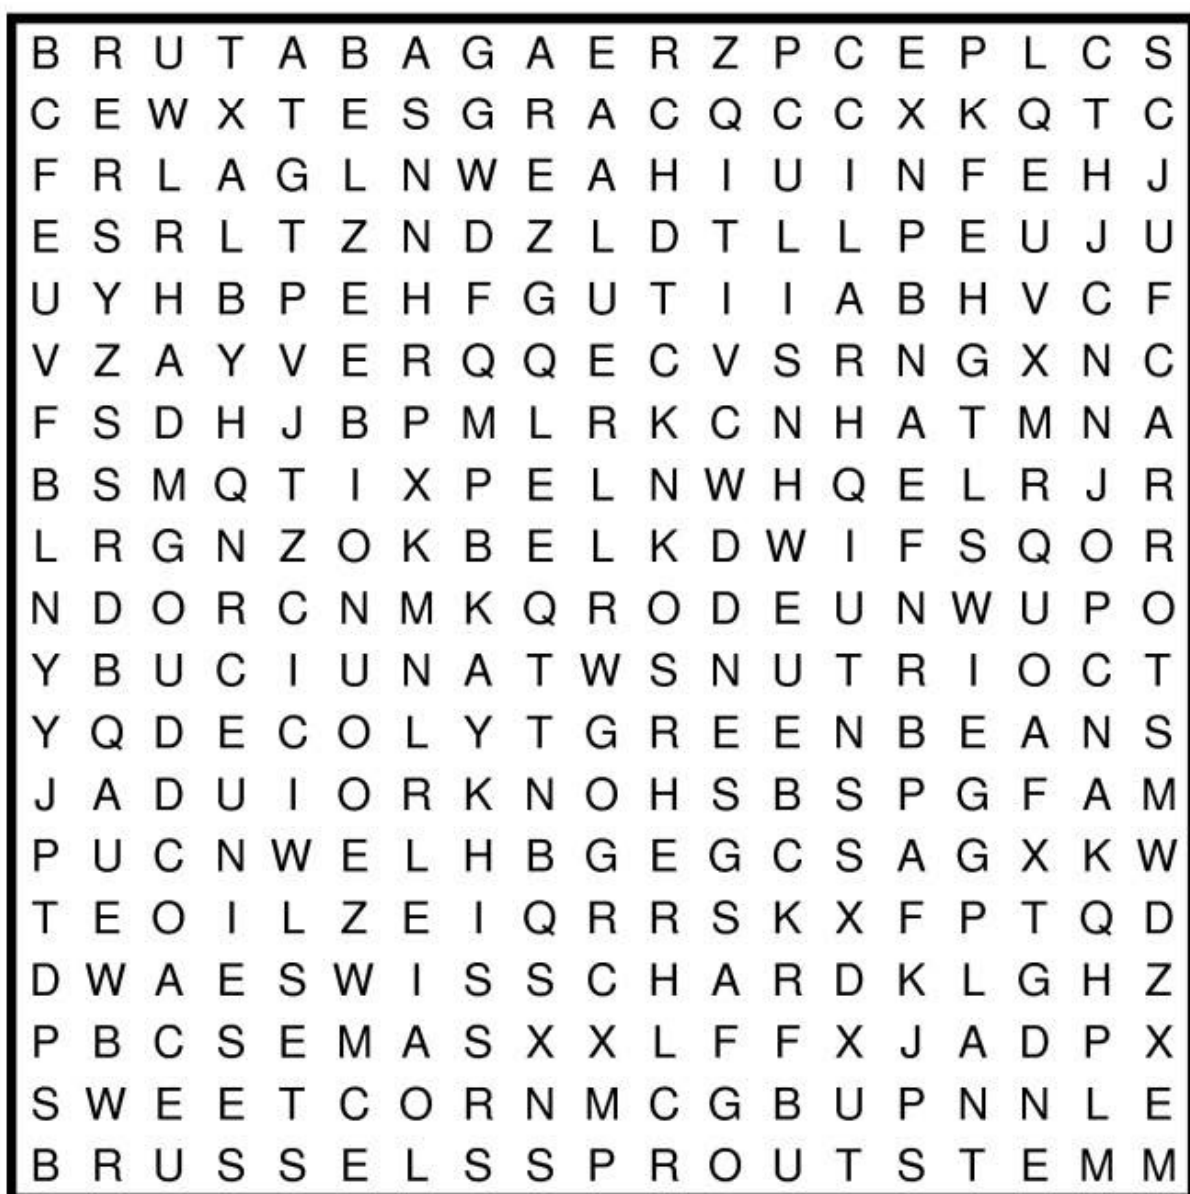 B R U T A B A G A E R Z P C E P L C S
C E W X T E S G R A C Q C C X K Q T C
F R L A G L N W E A H I U I N F E H J
E S R L T Z N D Z L D T L L P E U J U
U Y H B P E H F G U T I I A B H V C F
V Z A Y V E R Q Q E C V S R N G X N C
F S D H J B P M L R K C N H A T M N A
B S M Q T I X P E L N W H Q E L R J R
L R G N Z O K B E L K D W I F S Q O R
N D O R C N M K Q R O D E U N W U P O
Y B U C I U N A T W S N U T R I O C T
Y Q D E C O L Y T G R E E N B E A N S
J A D U I O R K N O H S B S P G F A M
P U C N W E L H B G E G C S A G X K W
T E O I L Z E I Q R R S K X F P T Q D
D W A E S W I S S C H A R D K L G H Z
P B C S E M A S X X L F F X J A D P X
S W E E T C O R N M C G B U P N N L E
B R U S S E L S S P R O U T S T E M M